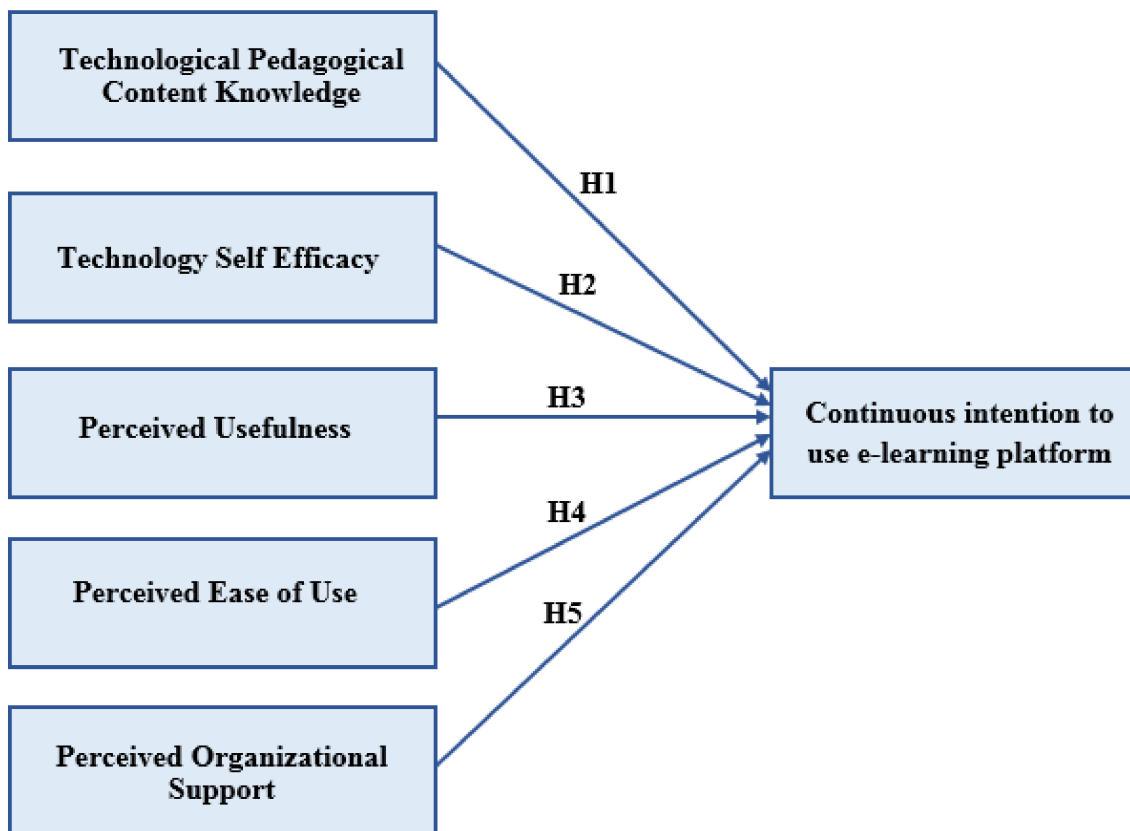 Technological Pedagogical
Content Knowledge
H1
Technology Self Efficacy
H2
Perceived Usefulness
H3
Continuous intention to
use e-learning platform
Perceived Ease of Use
H4
Perceived Organizational
Support
H5